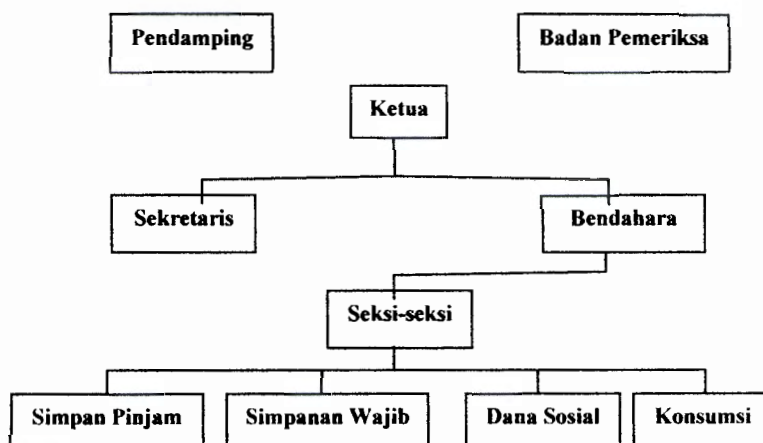 Pendamping
Badan Pemeriksa
Ketua
Sekretaris
Bendahara
Seksi-seksi
Simpan Pinjam
Simpanan Wajib
Dana Sosial
Konsumsi